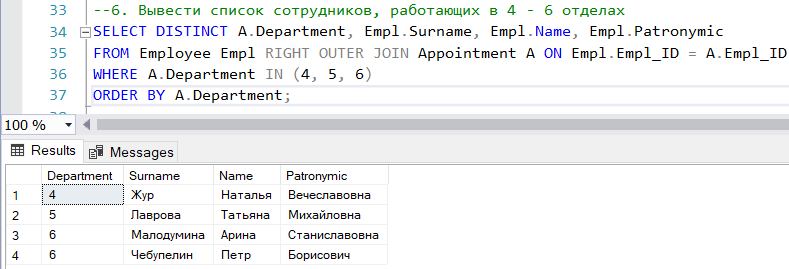 33 --6. Вывести список сотрудников, работающих в 4 - 6 отделах
34 SELECT DISTINCT A.Department, Empl.Surname, Empl.Name, Empl.Patronymic
35 FROM Employee Empl RIGHT OUTER JOIN Appointment A ON Empl.Empl_ID = A.Empl_ID
36 WHERE A.Department IN (4, 5, 6)
37 ORDER BY A.Department;
100 %
Results Messages
Department Surname Name Patronymic
1 4 Жур Наталья Вечеславовна
2 5 Лаврова Татьяна Михайловна
3 6 Малодумина Арина Станиславовна
4 6 Чебупелин Петр Борисович